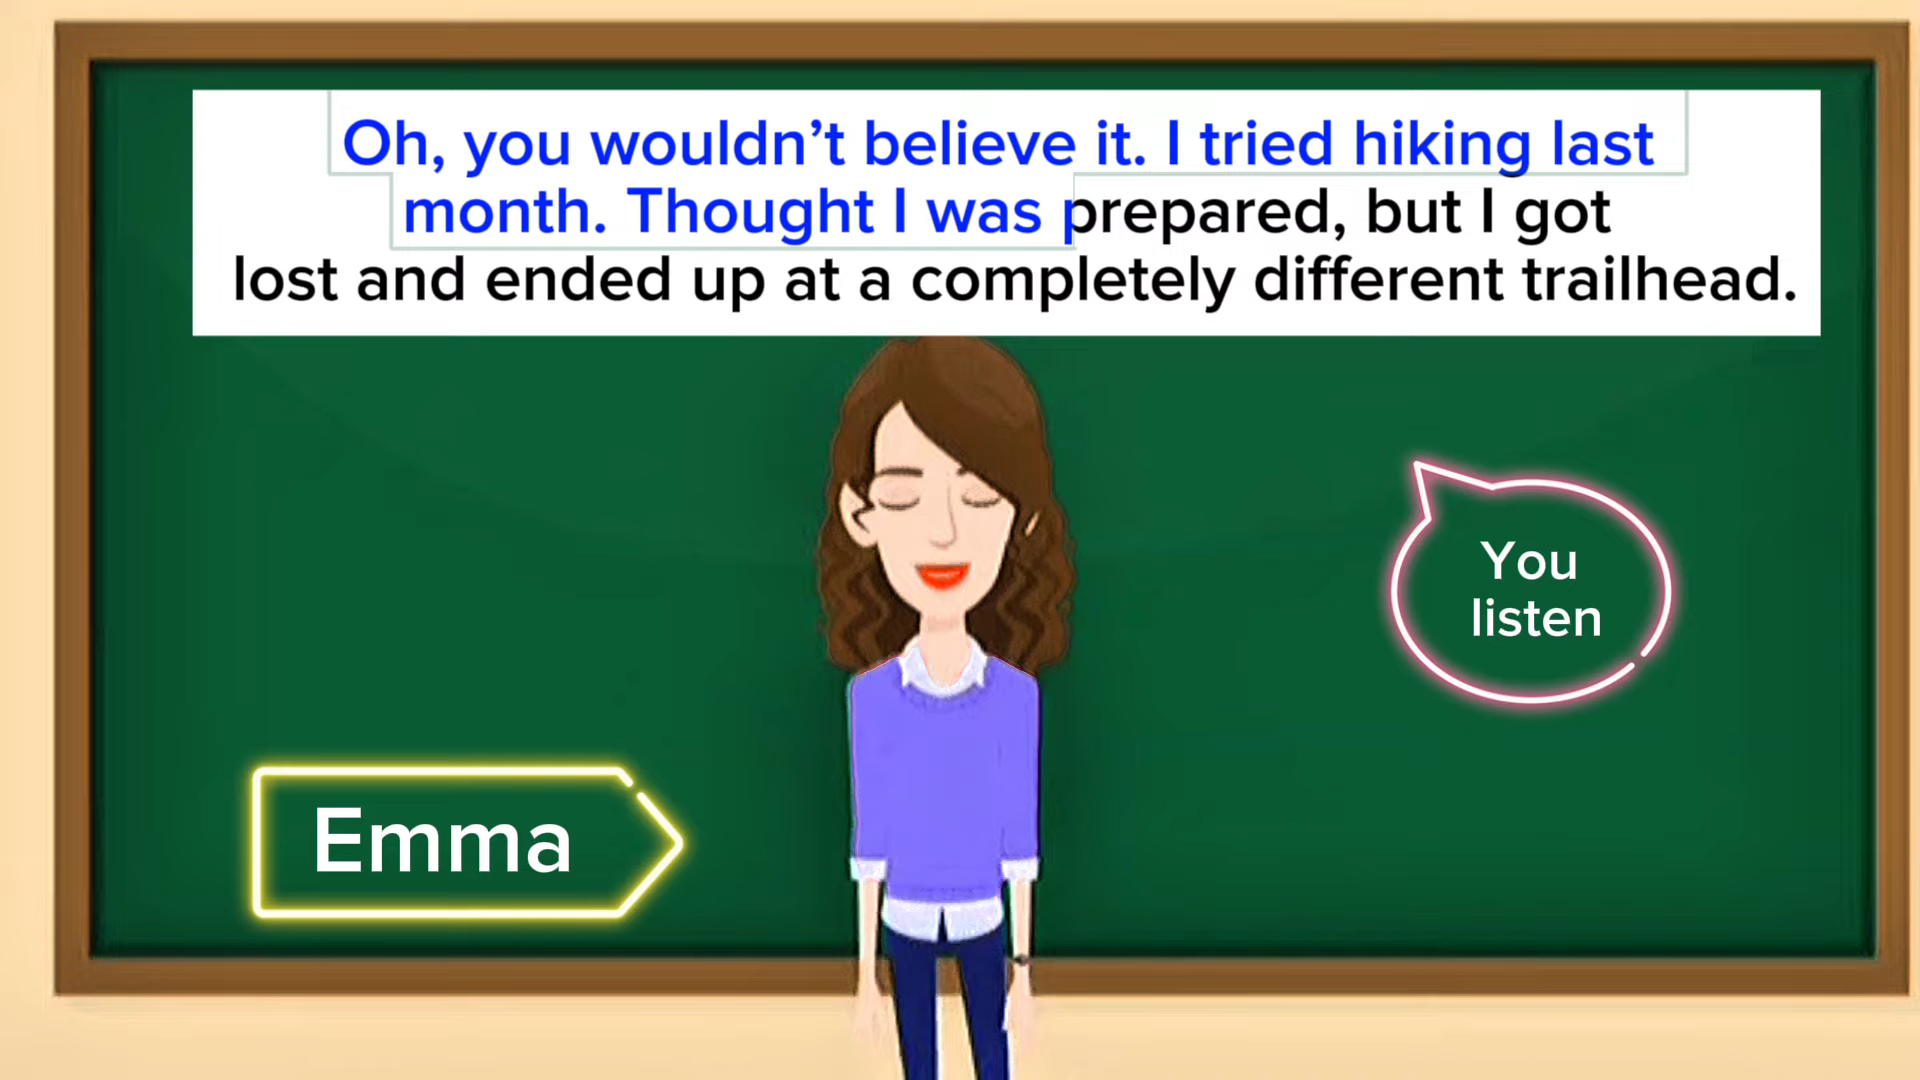 Oh, you wouldn’t believe it. I tried hiking last
month. Thought I was prepared, but I got
lost and ended up at a completely different trailhead.
You
listen
Emma